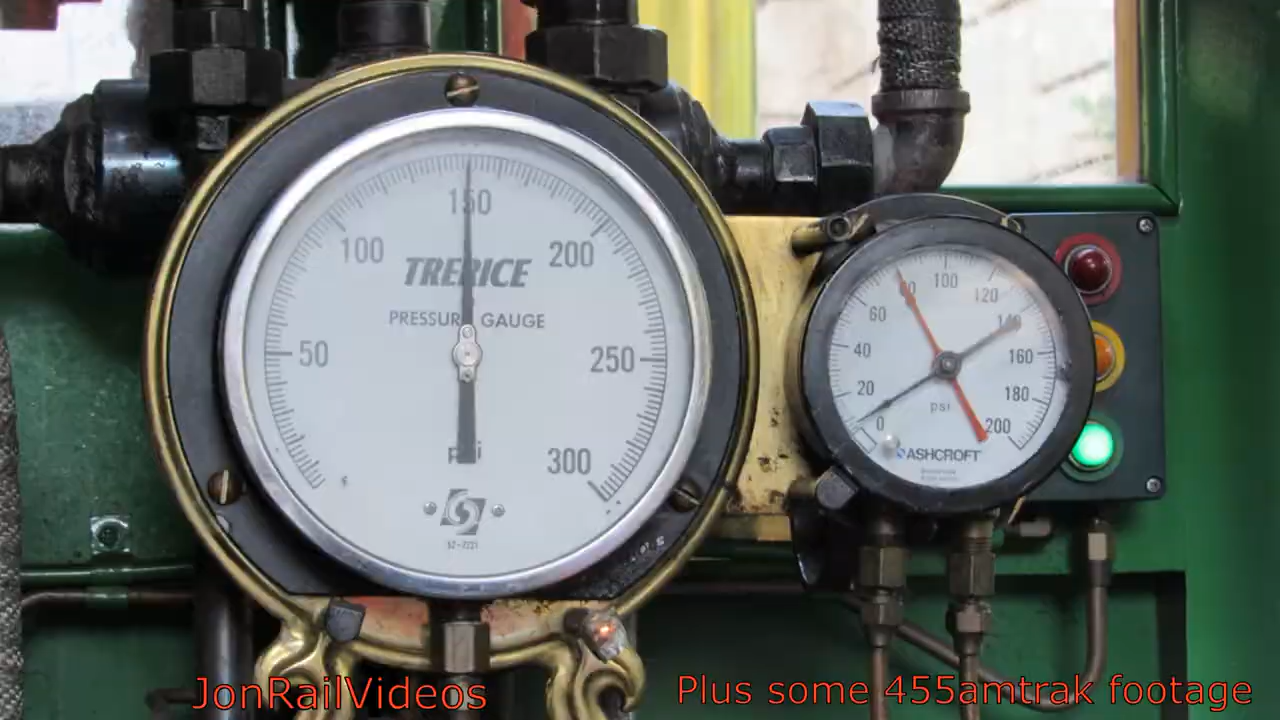 150
100
200
TRERICE
PRESSURE GAUGE
50
250
psi
300
80
100
120
60
140
40
160
20
psi
180
0
200
ASHCROFT
JonRailVideos
Plus some 455amtrak footage